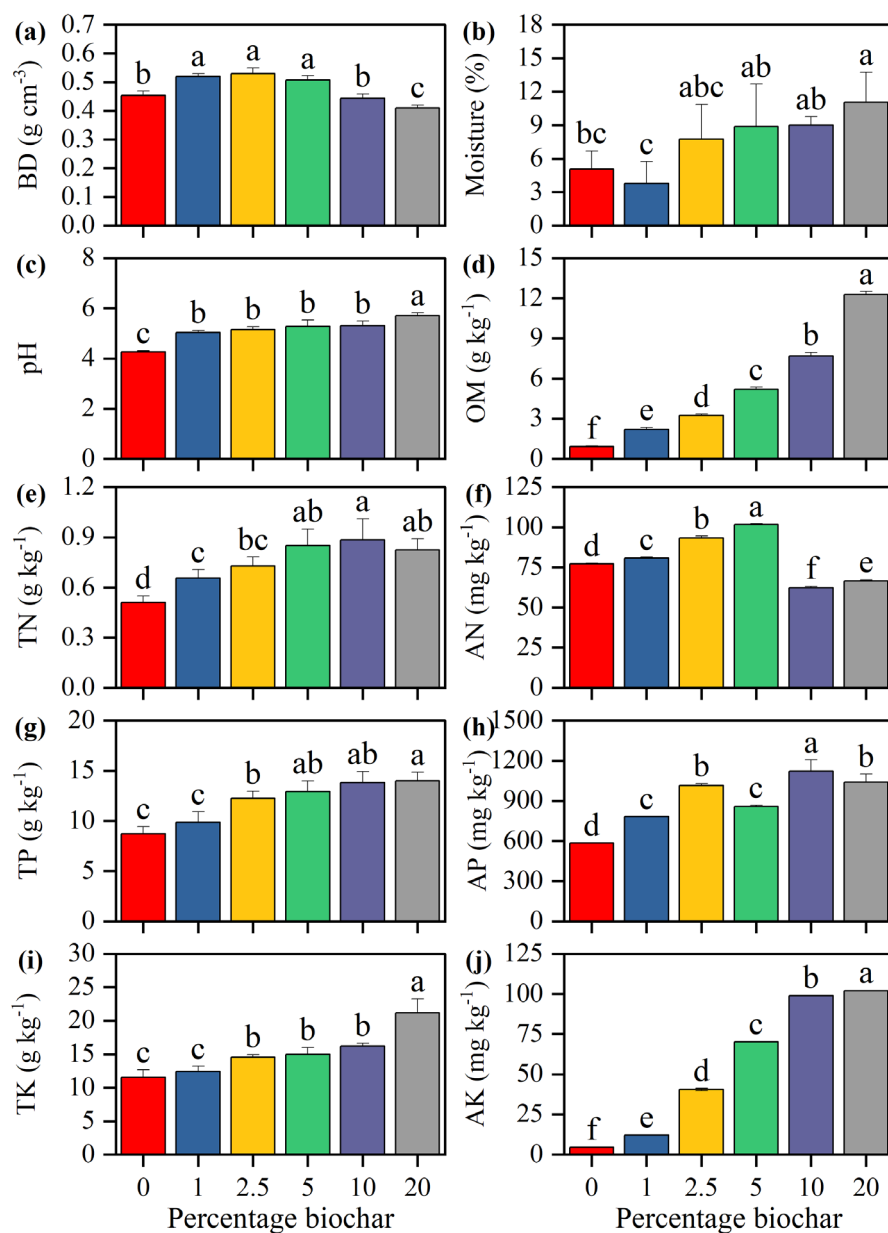 (a)
BD (g cm⁻³)
0.7
0.6
0.5
0.4
0.3
0.2
0.1
0.0
b a a a b c
(b)
Moisture (%)
18
15
12
9
6
3
0
bc c abc ab ab a
(c)
pH
8
6
4
2
0
c b b b b a
(d)
OM (g kg⁻¹)
15
12
9
6
3
0
f e d c b a
(e)
TN (g kg⁻¹)
1.2
0.9
0.6
0.3
0.0
d c bc ab a ab
(f)
AN (mg kg⁻¹)
125
100
75
50
25
0
d c b a f e
(g)
TP (g kg⁻¹)
20
15
10
5
0
c c b ab ab a
(h)
AP (mg kg⁻¹)
1500
1200
900
600
300
0
d c b c a b
(i)
TK (g kg⁻¹)
30
25
20
15
10
5
0
c c b b b a
0 1 2.5 5 10 20
Percentage biochar
(j)
AK (mg kg⁻¹)
125
100
75
50
25
0
f e d c b a
0 1 2.5 5 10 20
Percentage biochar